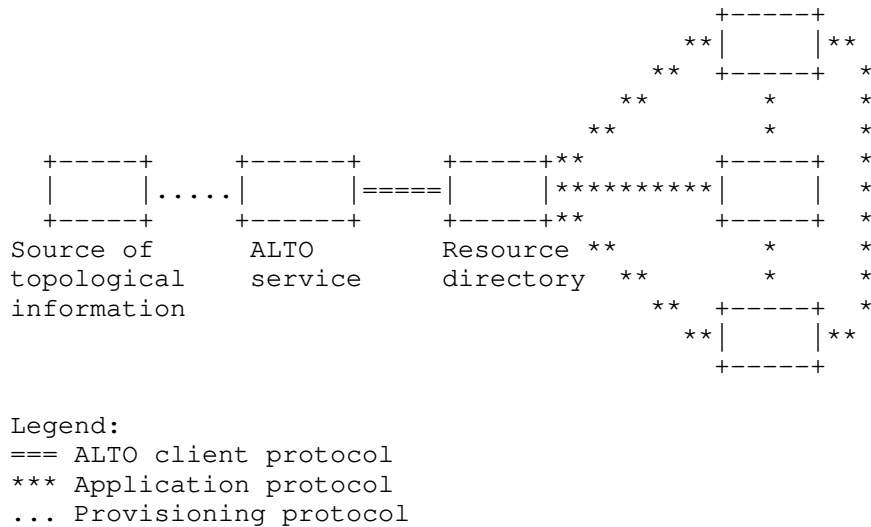 Source of ALTO Resource
topological service directory
information
Legend:
=== ALTO client protocol
*** Application protocol
... Provisioning protocol